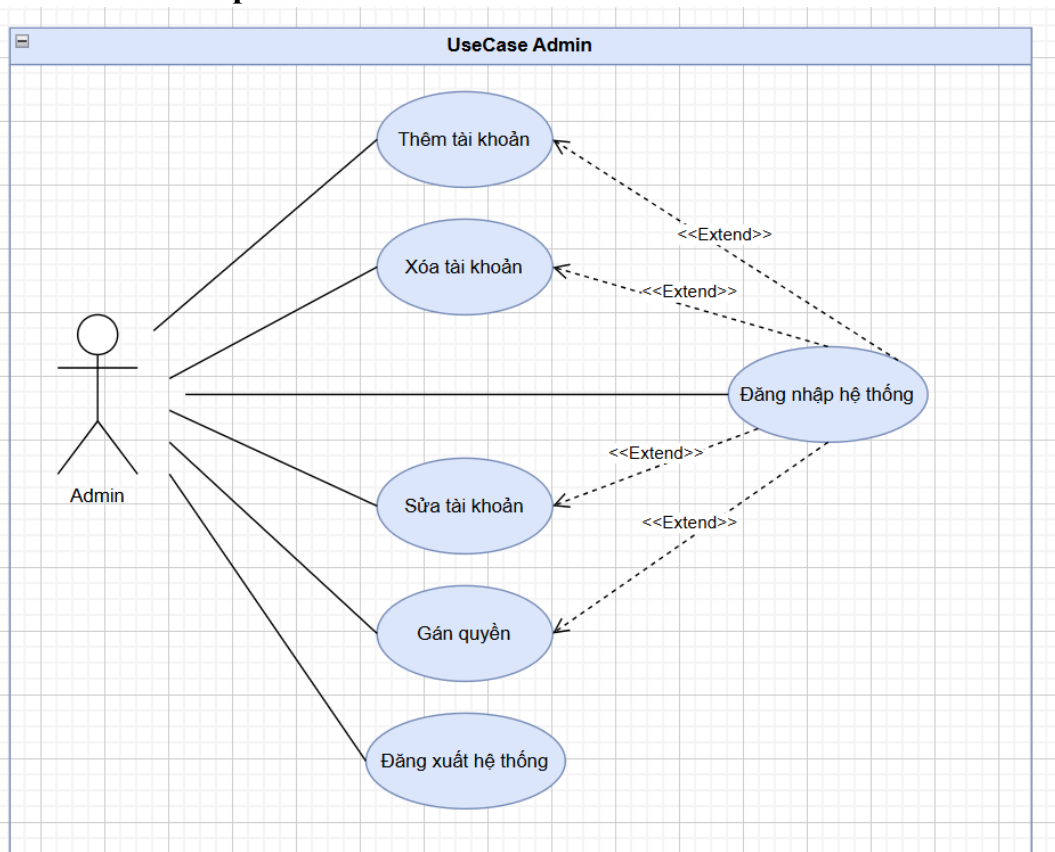 UseCase Admin
Thêm tài khoản
<<Extend>>
Xóa tài khoản
<<Extend>>
Đăng nhập hệ thống
<<Extend>>
Admin
Sửa tài khoản
<<Extend>>
Gán quyền
Đăng xuất hệ thống